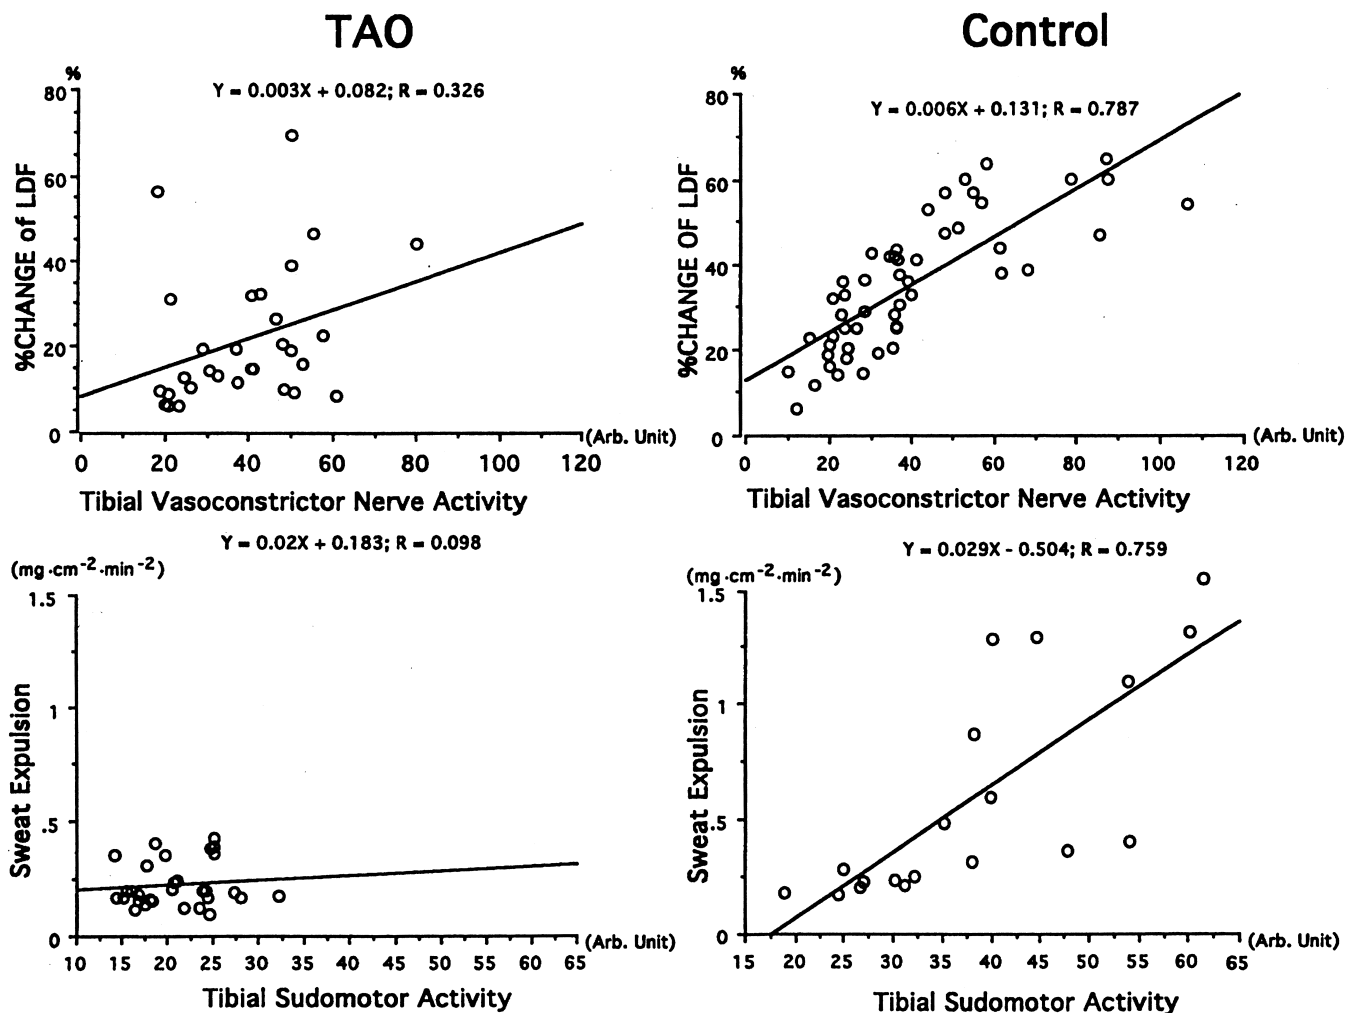 TAO
Control
%
Y = 0.003X + 0.082; R = 0.326
80
60
40
20
0
%CHANGE of LDF
0 20 40 60 80 100 120
(Arb. Unit)
Tibial Vasoconstrictor Nerve Activity
%
Y = 0.006X + 0.131; R = 0.787
80
60
40
20
0
%CHANGE OF LDF
0 20 40 60 80 100 120
(Arb. Unit)
Tibial Vasoconstrictor Nerve Activity
Y = 0.02X + 0.183; R = 0.098
(mg·cm-2·min-2)
1.5
1
.5
0
Sweat Expulsion
10 15 20 25 30 35 40 45 50 55 60 65
(Arb. Unit)
Tibial Sudomotor Activity
Y = 0.029X - 0.504; R = 0.759
(mg·cm-2·min-2)
1.5
1
.5
0
Sweat Expulsion
15 20 25 30 35 40 45 50 55 60 65
(Arb. Unit)
Tibial Sudomotor Activity